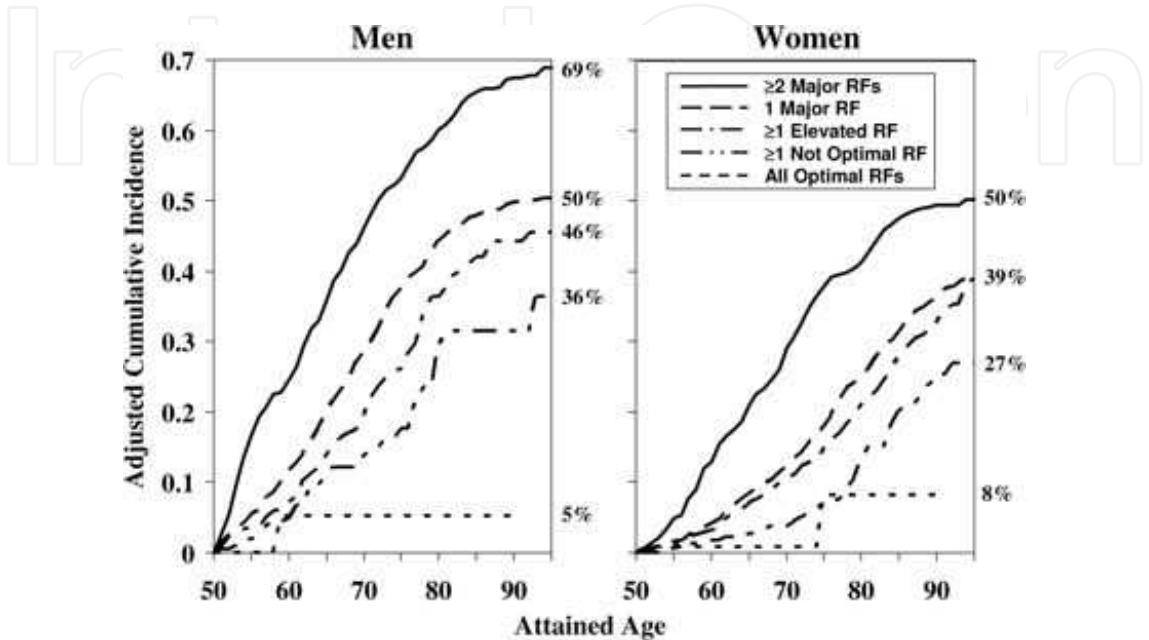 Men
Women
Adjusted Cumulative Incidence
0.7
0.6
0.5
0.4
0.3
0.2
0.1
0
69%
50%
46%
36%
5%
≥2 Major RFs
1 Major RF
≥1 Elevated RF
≥1 Not Optimal RF
All Optimal RFs
50%
39%
27%
8%
50 60 70 80 90
50 60 70 80 90
Attained Age